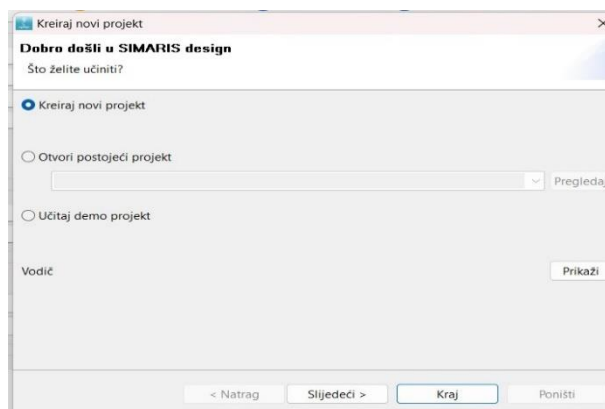 Kreiraj novi projekt
Dobro došli u SIMARIS design
Što želite učiniti?
Kreiraj novi projekt
Otvori postojeći projekt
Pregledaj
Učitaj demo projekt
Vodič
Prikaži
< Natrag
Slijedeći >
Kraj
Poništi